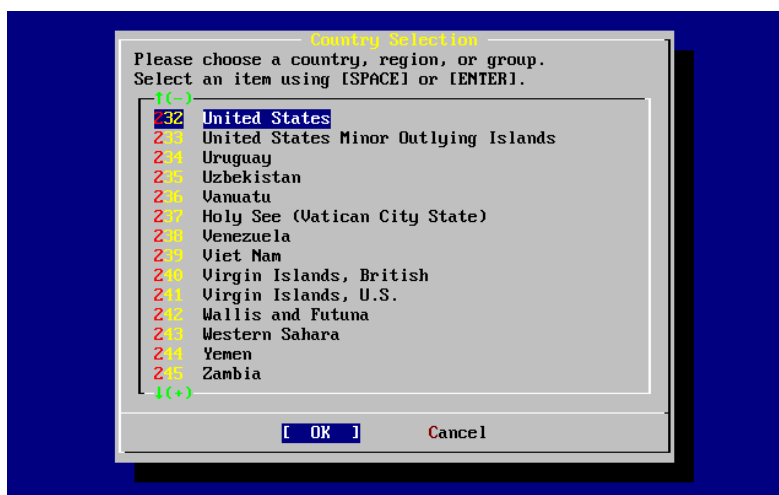 Country Selection
Please choose a country, region, or group.
Select an item using [SPACE] or [ENTER].
↑(-)
232 United States
233 United States Minor Outlying Islands
234 Uruguay
235 Uzbekistan
236 Vanuatu
237 Holy See (Vatican City State)
238 Venezuela
239 Viet Nam
240 Virgin Islands, British
241 Virgin Islands, U.S.
242 Wallis and Futuna
243 Western Sahara
244 Yemen
245 Zambia
↓(+)
[ OK ] Cancel